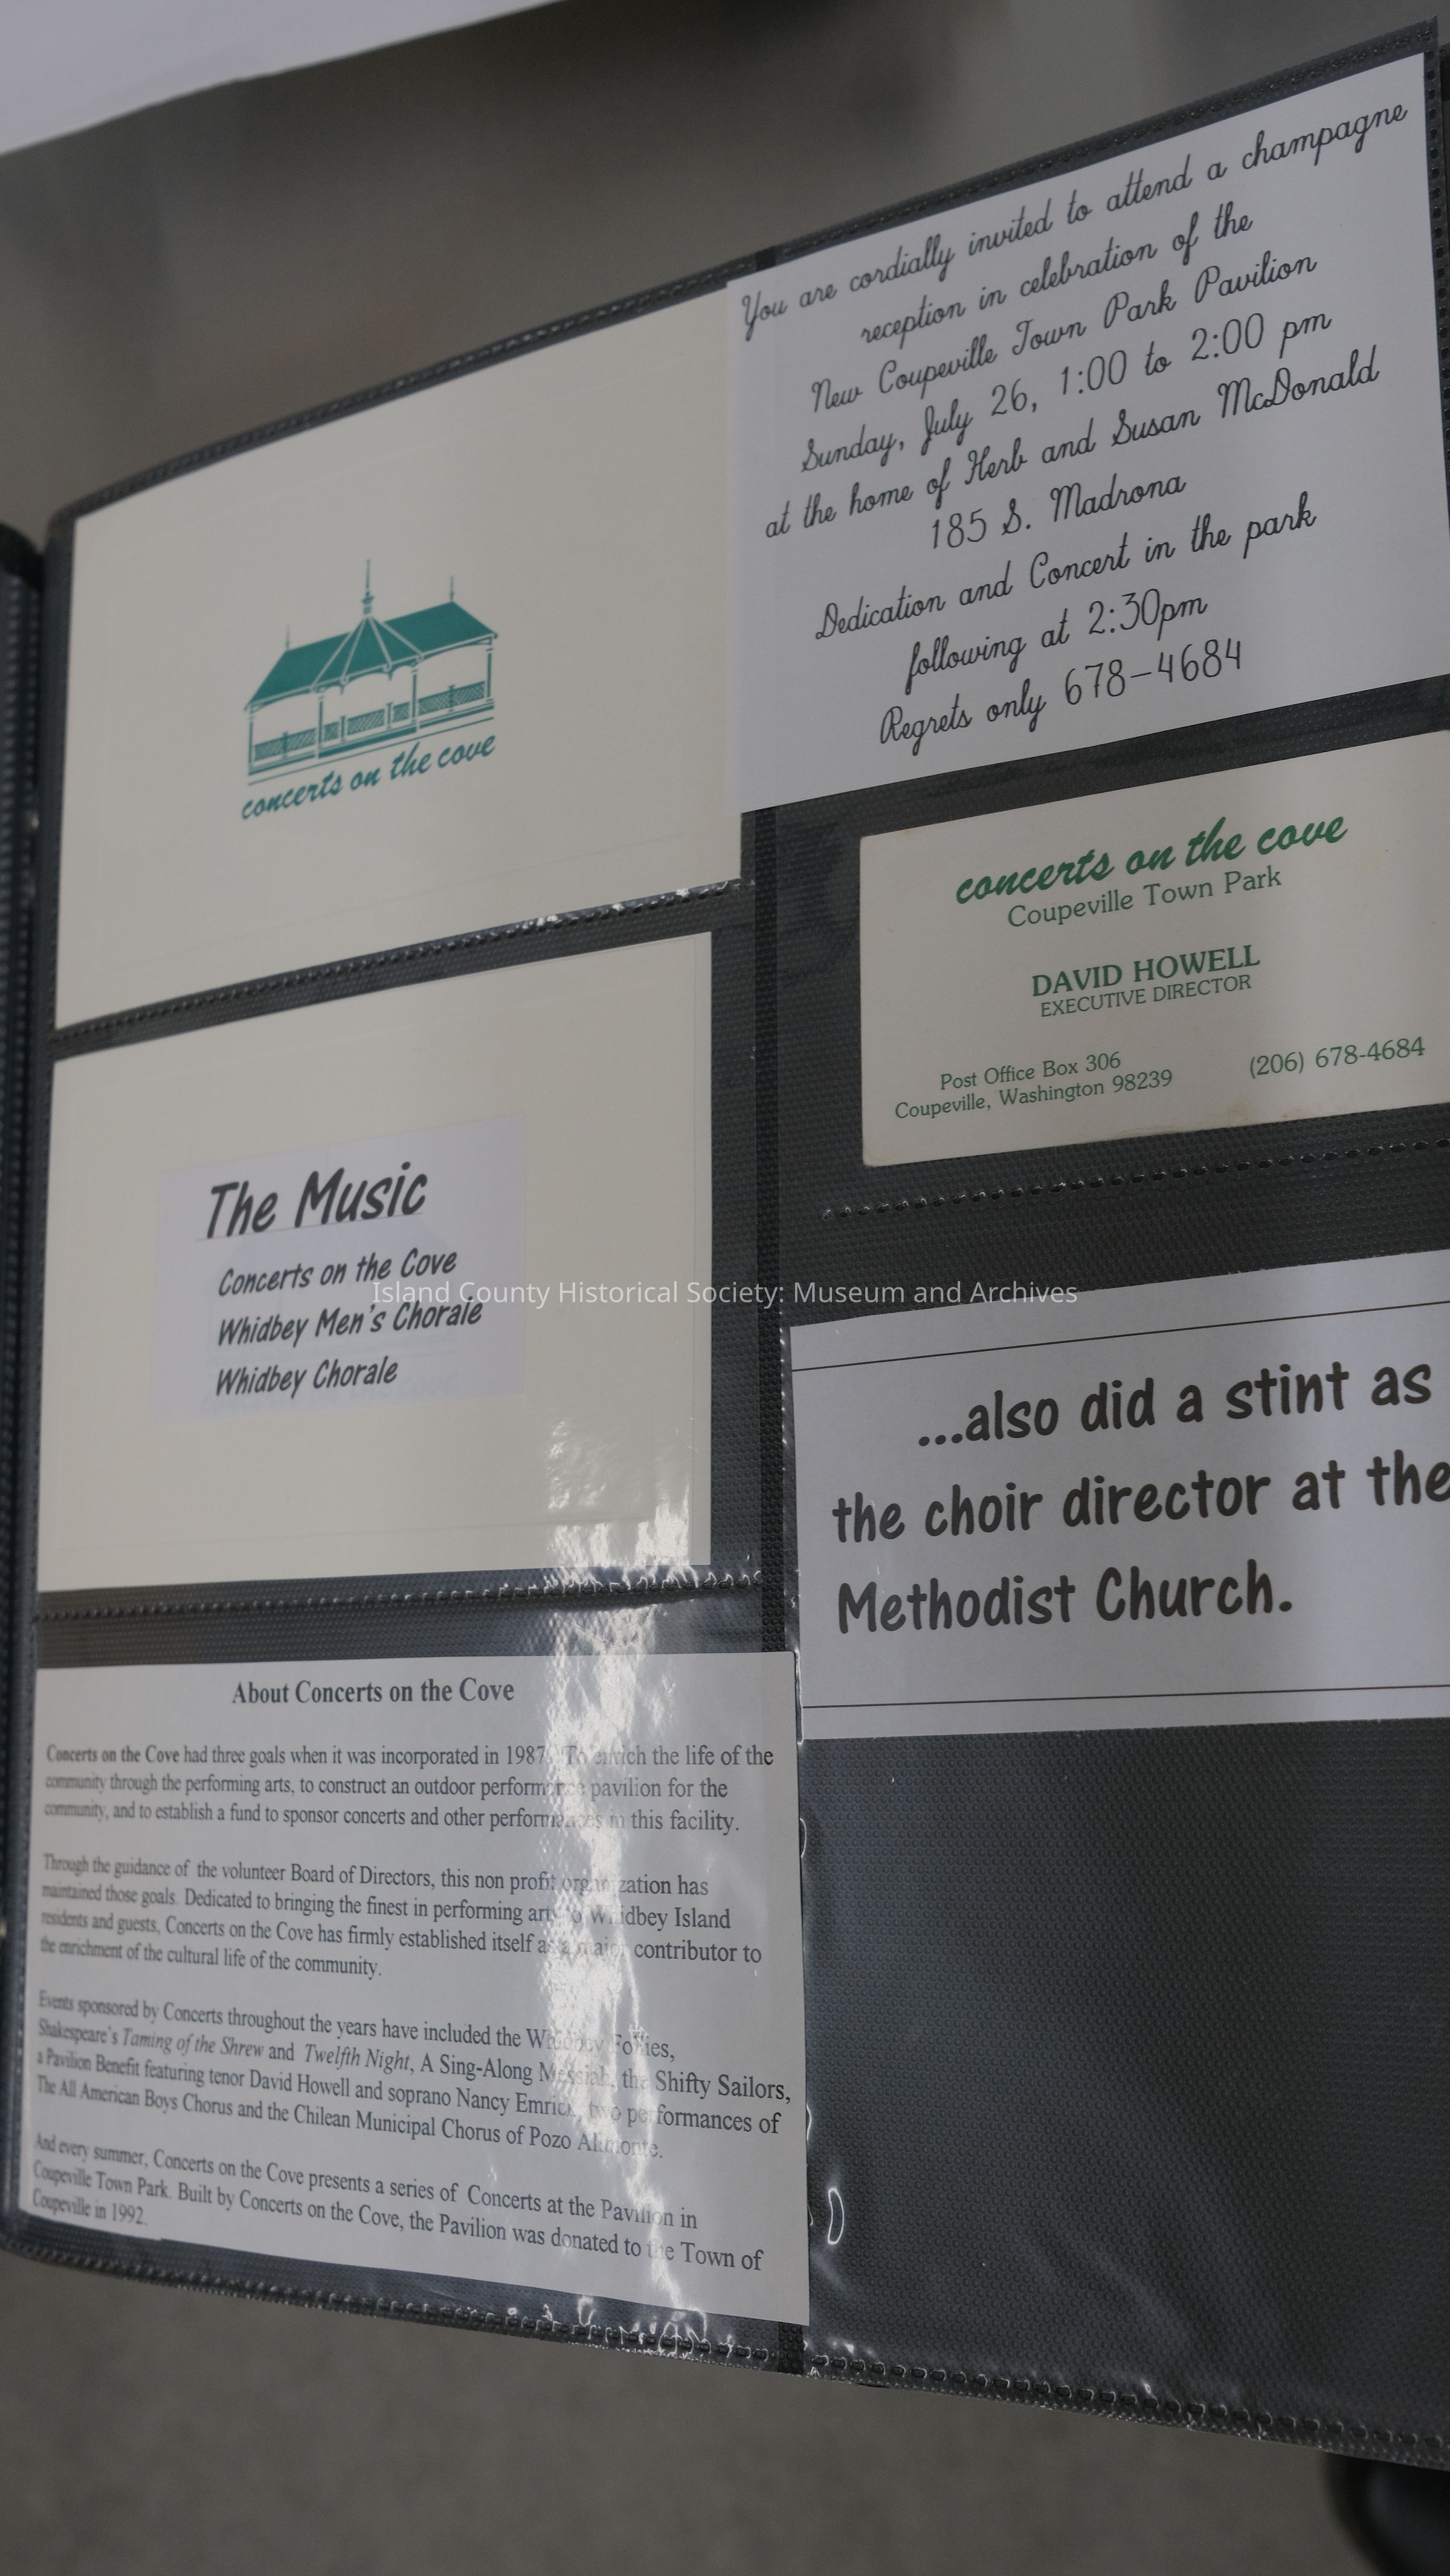 concerts on the cove
The Music
Concerts on the Cove
Whidbey Men's Chorale
Whidbey Chorale
About Concerts on the Cove
Concerts on the Cove had three goals when it was incorporated in 1987. To enrich the life of the
community through the performing arts, to construct an outdoor performance pavilion for the
community, and to establish a fund to sponsor concerts and other performances in this facility.
Through the guidance of the volunteer Board of Directors, this non profit organization has
maintained those goals. Dedicated to bringing the finest in performing arts to Whidbey Island
residents and guests, Concerts on the Cove has firmly established itself as a major contributor to
the enrichment of the cultural life of the community.
Events sponsored by Concerts throughout the years have included the Whidbey Follies,
Shakespeare's Taming of the Shrew and Twelfth Night, A Sing-Along Messiah, the Shifty Sailors,
a Pavilion Benefit featuring tenor David Howell and soprano Nancy Emrick, two performances of
The All American Boys Chorus and the Chilean Municipal Chorus of Pozo Almonte.
And every summer, Concerts on the Cove presents a series of Concerts at the Pavilion in
Coupeville Town Park. Built by Concerts on the Cove, the Pavilion was donated to the Town of
Coupeville in 1992.
You are cordially invited to attend a champagne
reception in celebration of the
New Coupeville Town Park Pavilion
Sunday, July 26, 1:00 to 2:00 pm
at the home of Herb and Susan McDonald
185 S. Madrona
Dedication and Concert in the park
following at 2:30pm
Regrets only 678-4684
concerts on the cove
Coupeville Town Park
DAVID HOWELL
EXECUTIVE DIRECTOR
Post Office Box 306
Coupeville, Washington 98239
(206) 678-4684
...also did a stint as
the choir director at the
Methodist Church.
Island County Historical Society: Museum and Archives